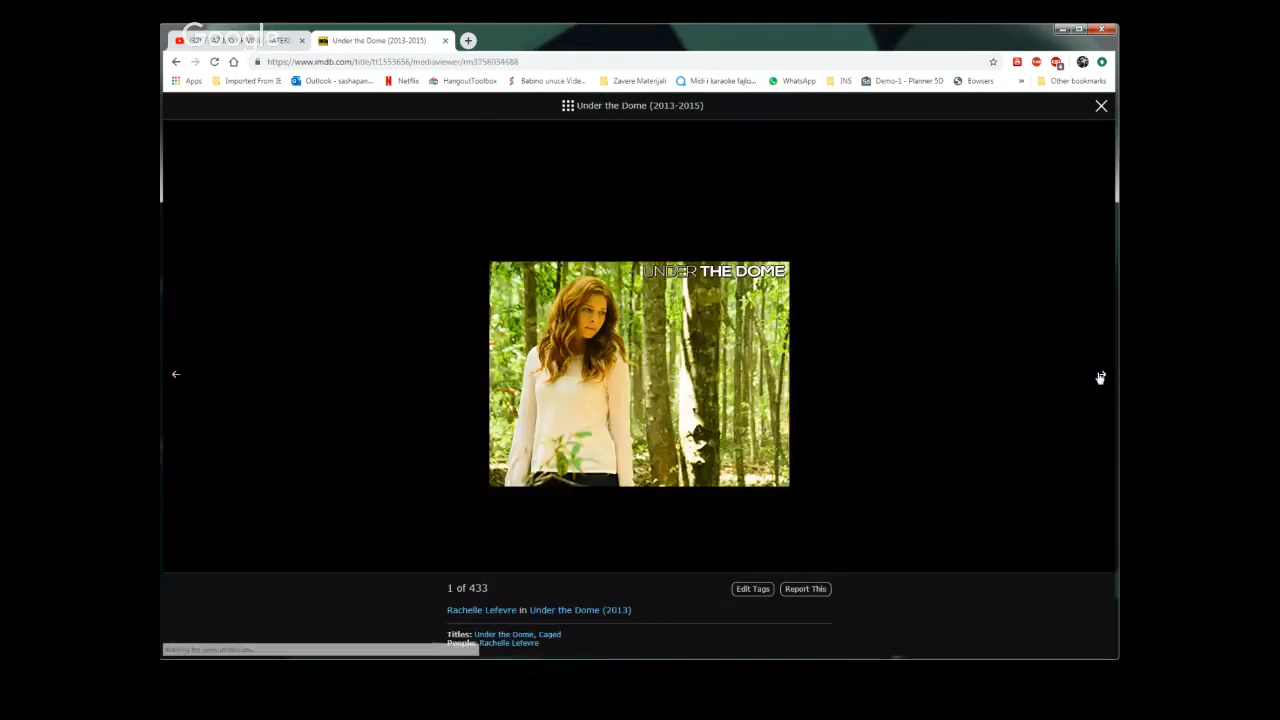 Google
Under the Dome (2013-2015)
https://www.imdb.com/title/tt1553656/mediaviewer/rm3758034688
Apps Imported From IE Outlook - sashapan... Netflix HangoutToolbox Babino unuce Vide... Zavere Materijali Midi i karaoke fajlo... WhatsApp INS Demo-1 - Planner 5D Bowsers » Other bookmarks
Under the Dome (2013-2015)
UNDER THE DOME
1 of 433
Edit Tags Report This
Rachelle Lefevre in Under the Dome (2013)
Titles: Under the Dome, Caged
People: Rachelle Lefevre